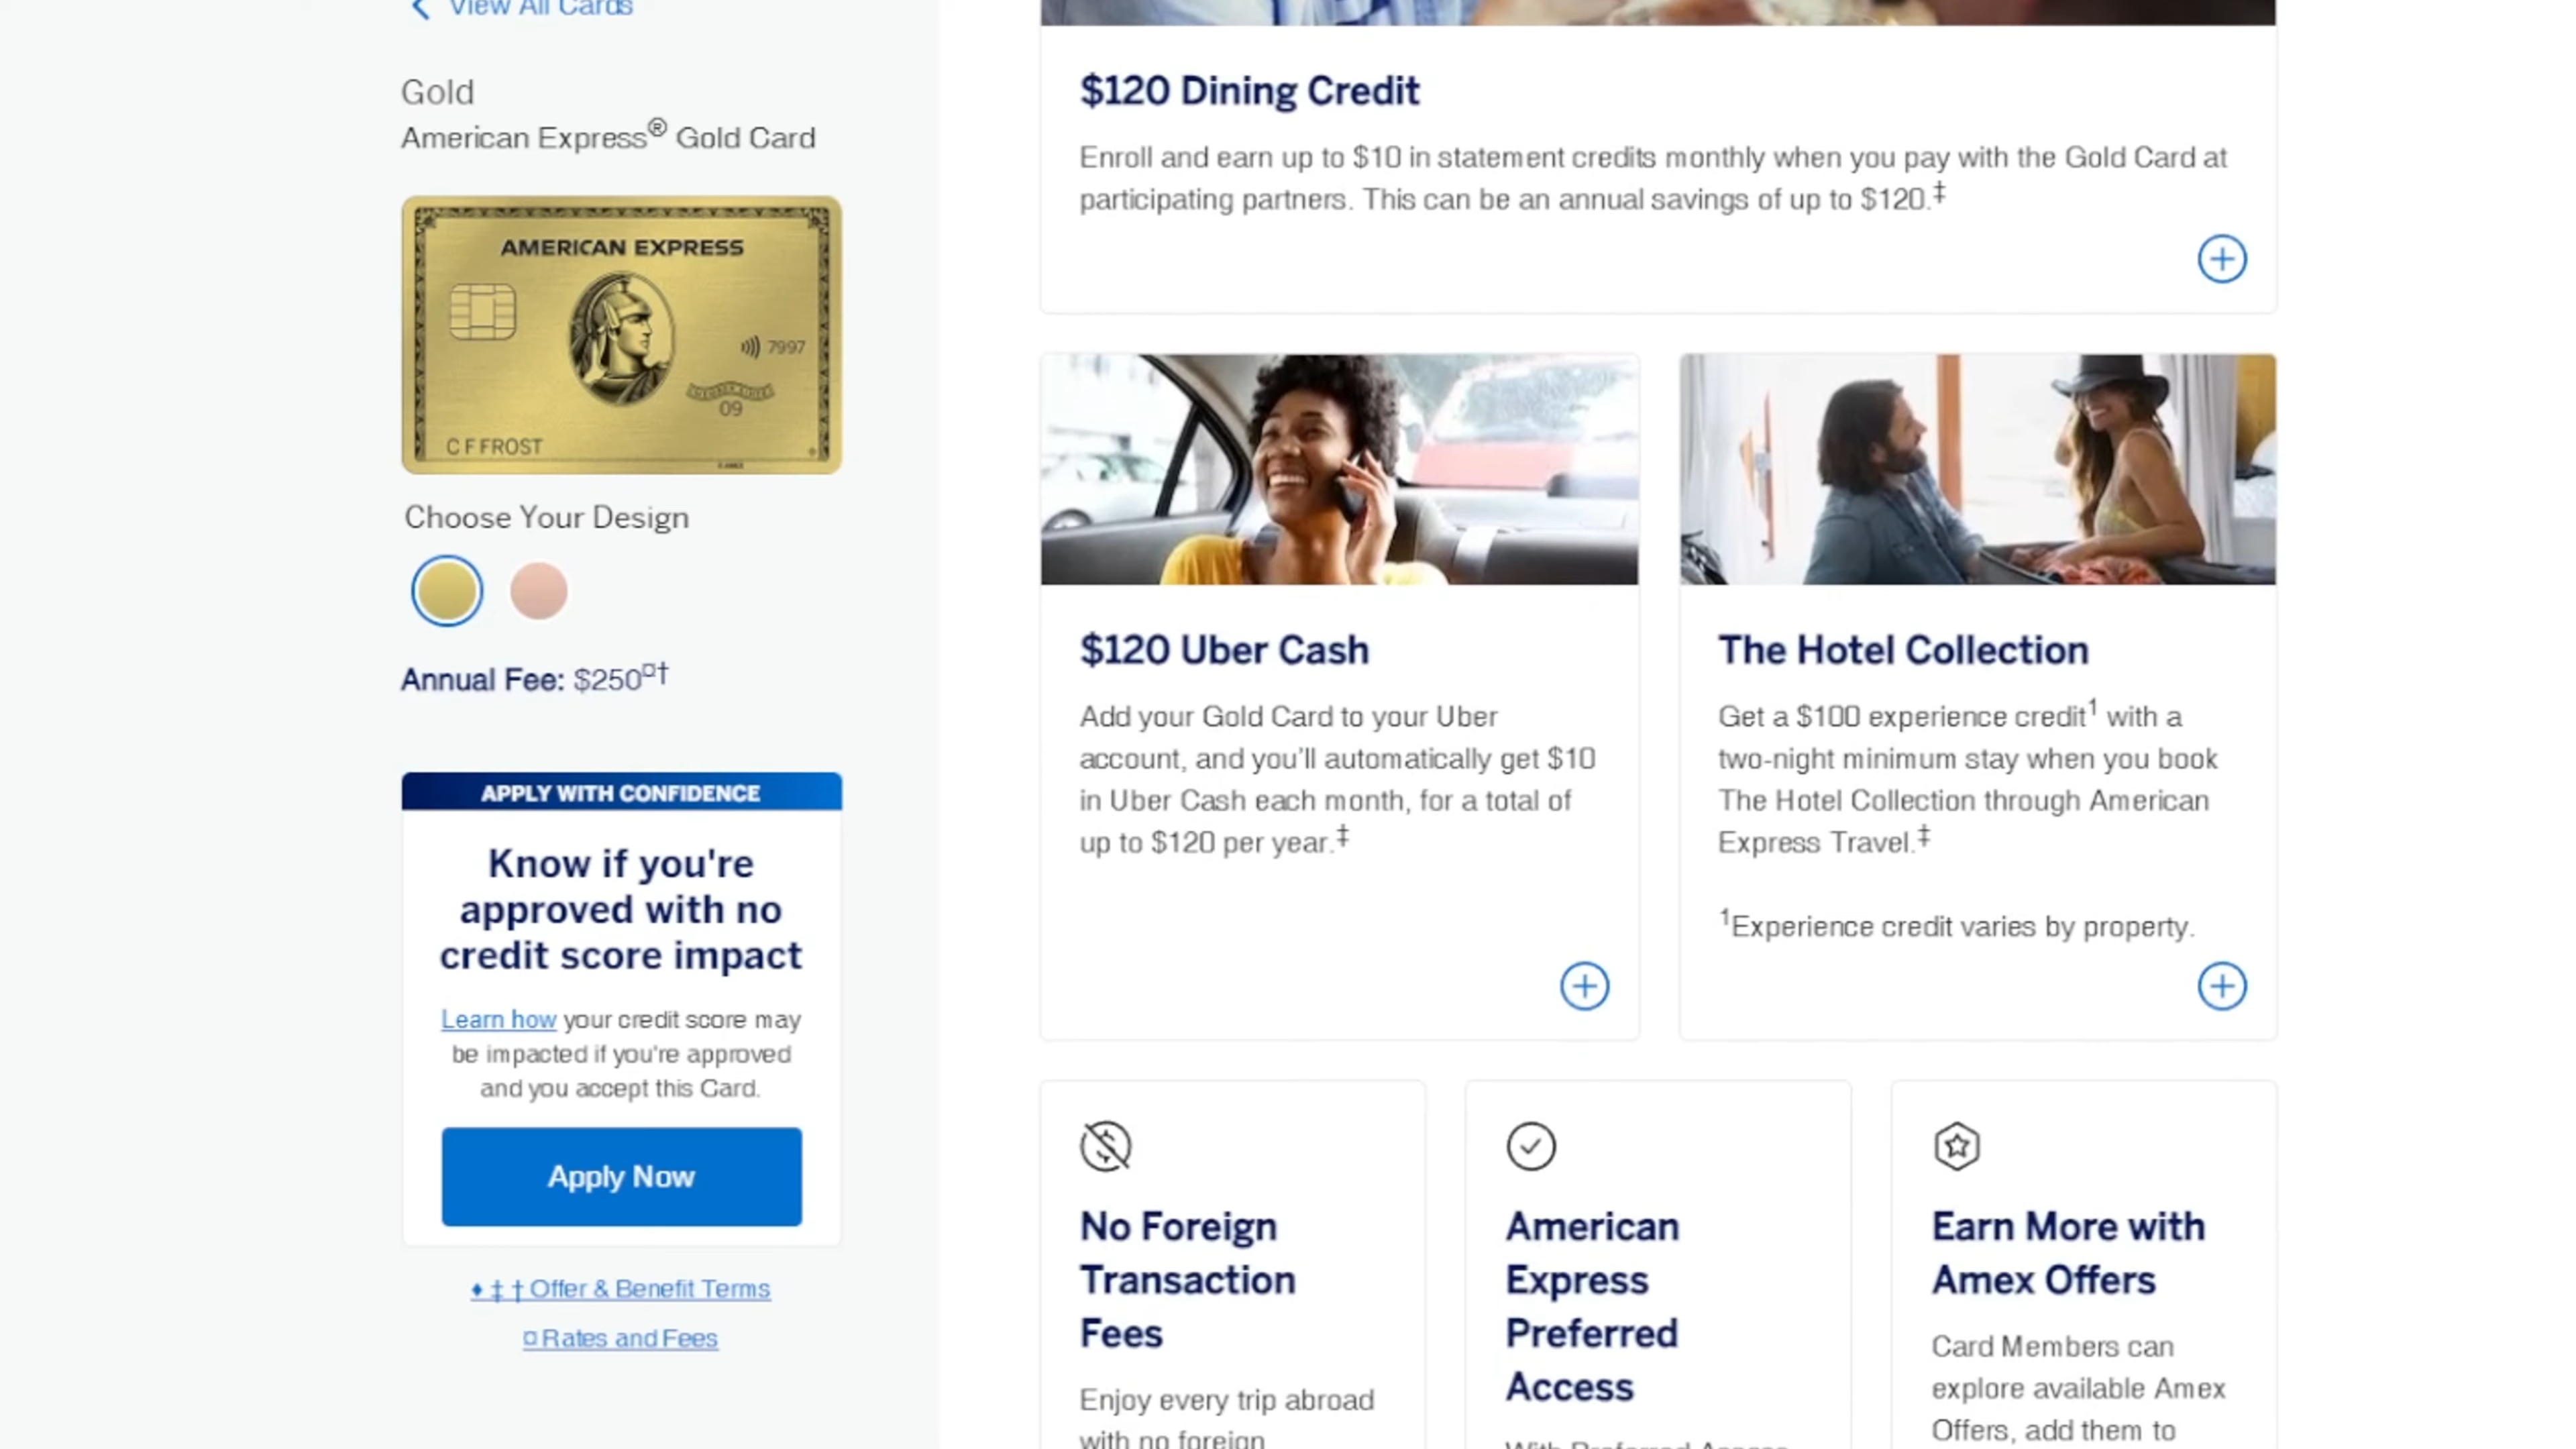 View All Cards
Gold
American Express® Gold Card
AMERICAN EXPRESS
7997
09
C F FROST
Choose Your Design
Annual Fee: $250¤†
APPLY WITH CONFIDENCE
Know if you're
approved with no
credit score impact
Learn how your credit score may
be impacted if you're approved
and you accept this Card.
Apply Now
♦ ‡ † Offer & Benefit Terms
¤ Rates and Fees
$120 Dining Credit
Enroll and earn up to $10 in statement credits monthly when you pay with the Gold Card at
participating partners. This can be an annual savings of up to $120.‡
$120 Uber Cash
Add your Gold Card to your Uber
account, and you'll automatically get $10
in Uber Cash each month, for a total of
up to $120 per year.‡
The Hotel Collection
Get a $100 experience credit¹ with a
two-night minimum stay when you book
The Hotel Collection through American
Express Travel.‡
¹Experience credit varies by property.
No Foreign
Transaction
Fees
Enjoy every trip abroad
with no foreign
American
Express
Preferred
Access
With Preferred Access
Earn More with
Amex Offers
Card Members can
explore available Amex
Offers, add them to